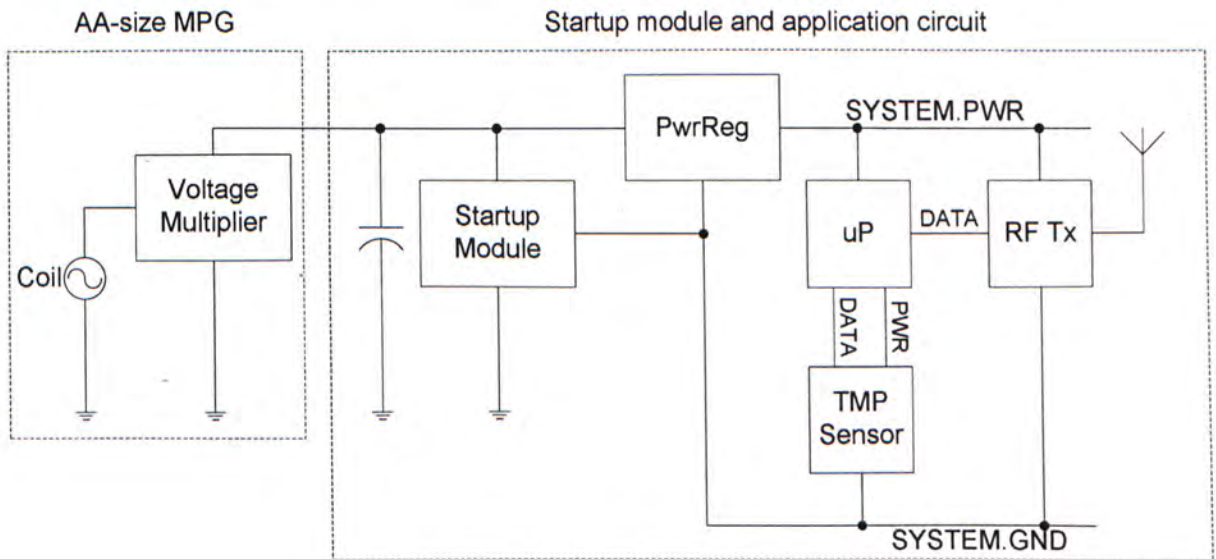 AA-size MPG
Startup module and application circuit
Voltage
Multiplier
Coil
Startup
Module
PwrReg
SYSTEM.PWR
uP
DATA
RF Tx
DATA
PWR
TMP
Sensor
SYSTEM.GND